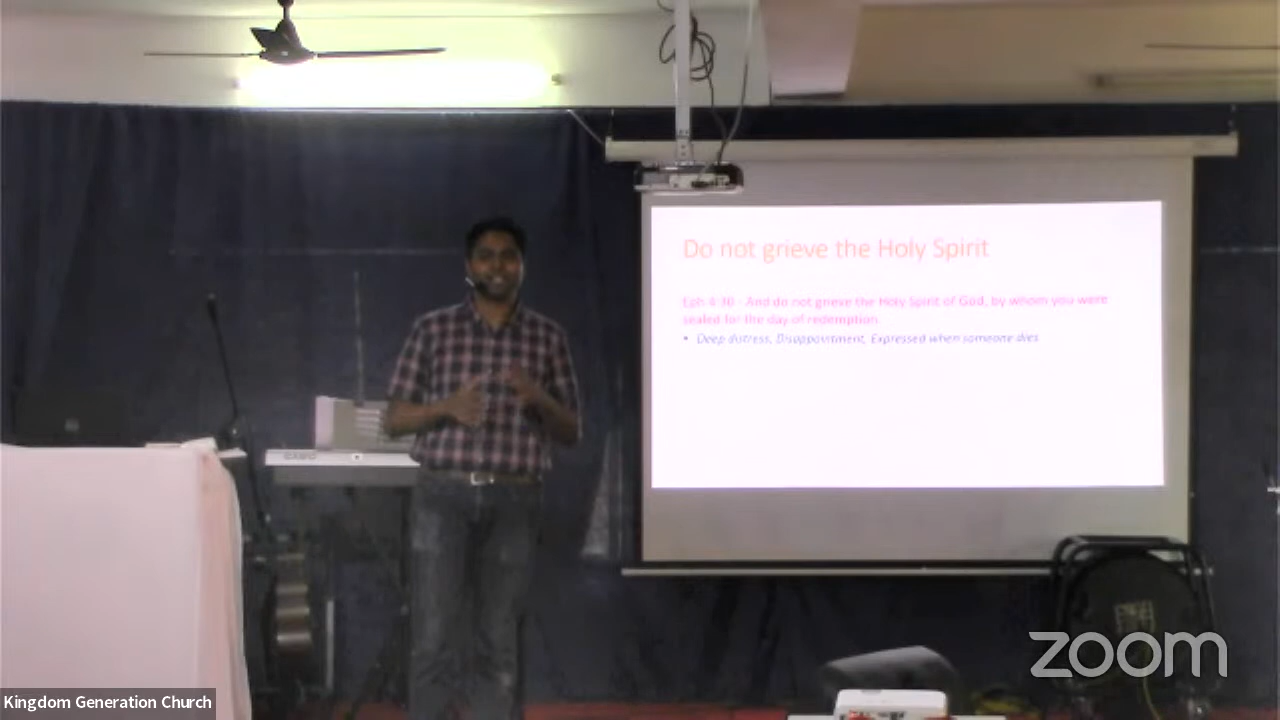 Do not grieve the Holy Spirit
Eph 4:30 - And do not grieve the Holy Spirit of God, by whom you were
sealed for the day of redemption.
• Deep distress, Disappointment, Expressed when someone dies
zoom
Kingdom Generation Church